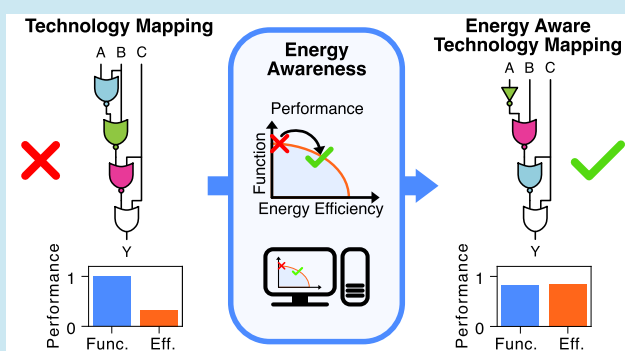 Technology Mapping
A B C
Y
Performance
1
0
Func. Eff.
Energy
Awareness
Performance
Function
Energy Efficiency
Energy Aware
Technology Mapping
A B C
Y
Performance
1
0
Func. Eff.